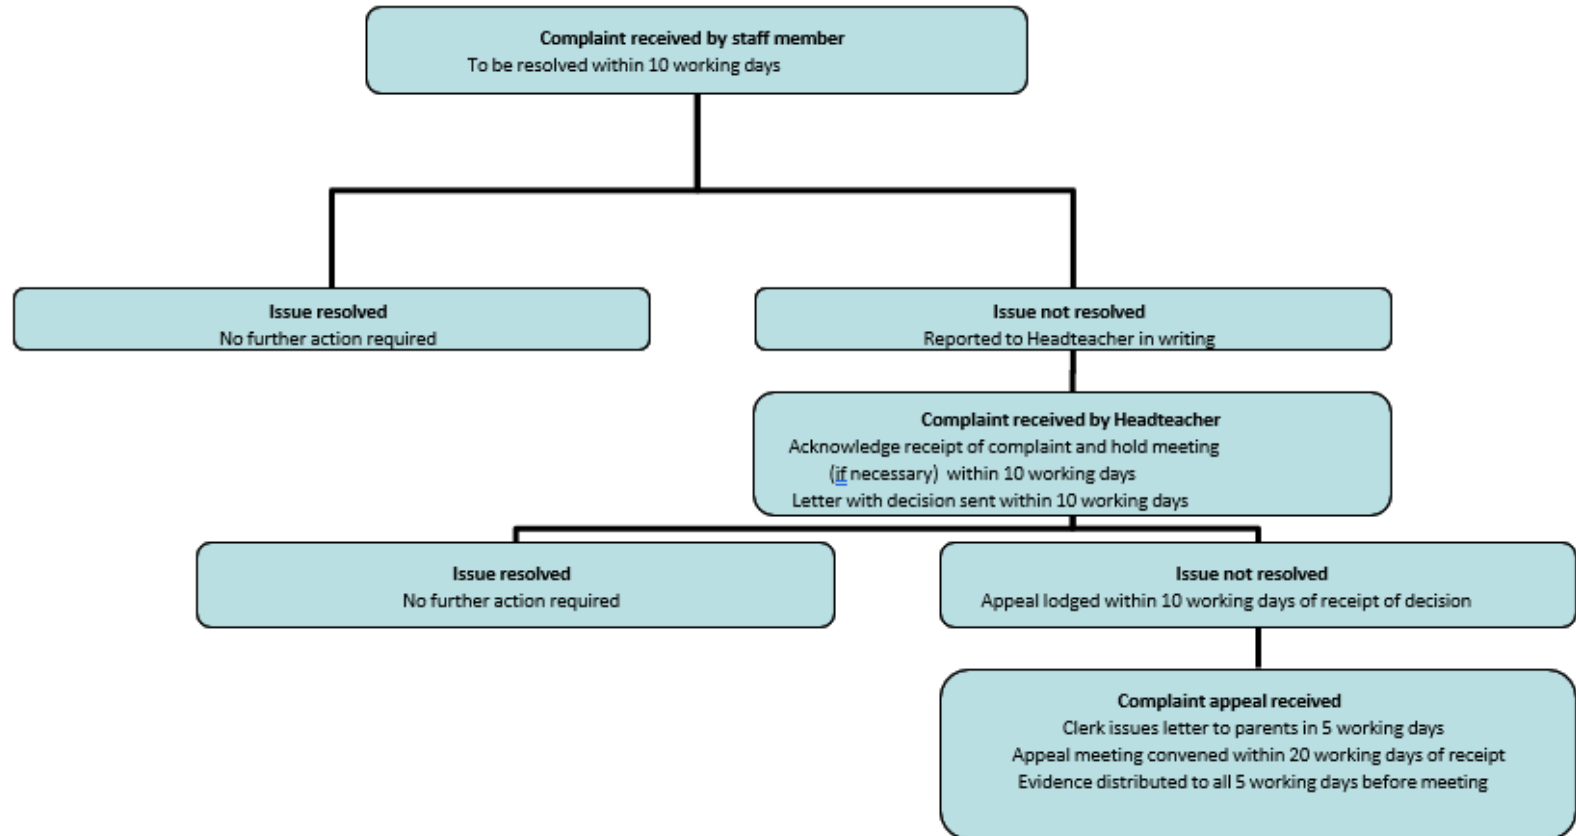 Complaint received by staff member
To be resolved within 10 working days
Issue resolved
No further action required
Issue not resolved
Reported to Headteacher in writing
Complaint received by Headteacher
Acknowledge receipt of complaint and hold meeting
(if necessary) within 10 working days
Letter with decision sent within 10 working days
Issue resolved
No further action required
Issue not resolved
Appeal lodged within 10 working days of receipt of decision
Complaint appeal received
Clerk issues letter to parents in 5 working days
Appeal meeting convened within 20 working days of receipt
Evidence distributed to all 5 working days before meeting